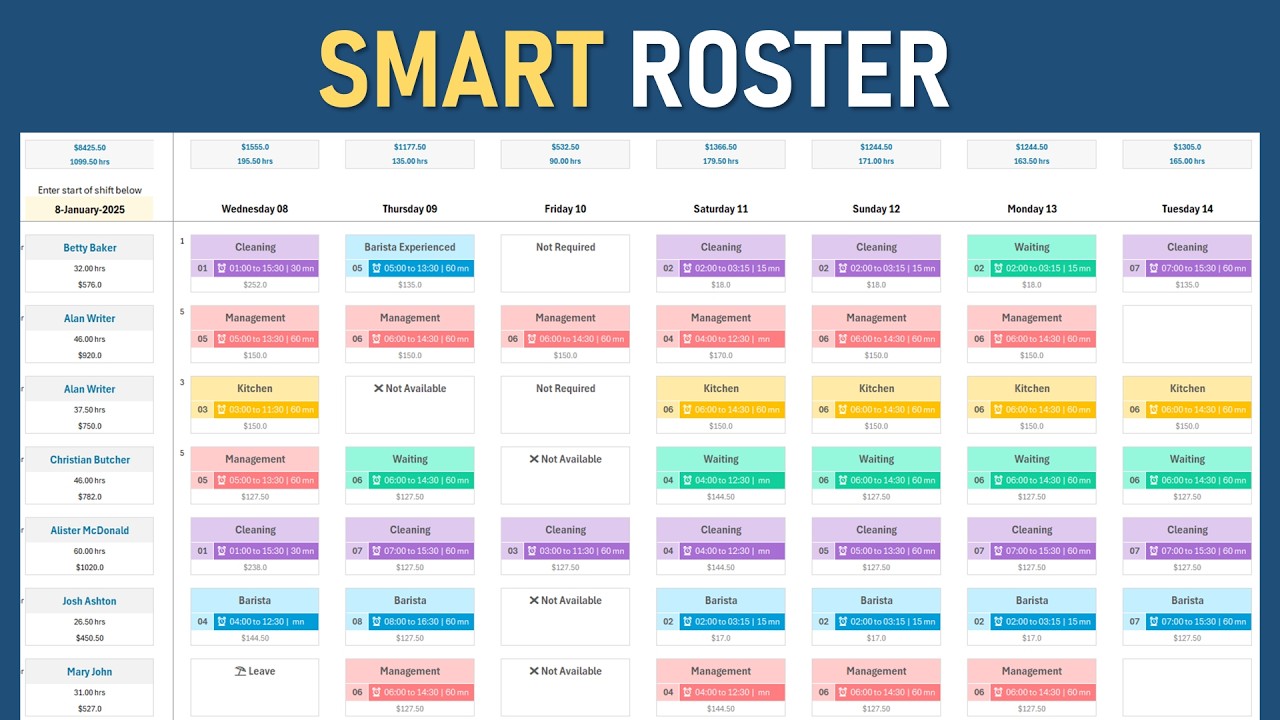 SMART ROSTER
$8425.50 $1555.0 $1177.50 $532.50 $1366.50 $1244.50 $1244.50 $1305.0
1099.50 hrs 195.50 hrs 135.00 hrs 90.00 hrs 179.50 hrs 171.00 hrs 163.50 hrs 165.00 hrs
Enter start of shift below
8-January-2025 Wednesday 08 Thursday 09 Friday 10 Saturday 11 Sunday 12 Monday 13 Tuesday 14
r Betty Baker 1 Cleaning Barista Experienced Not Required Cleaning Cleaning Waiting Cleaning
32.00 hrs 01 01:00 to 15:30 | 30 mn 05 05:00 to 13:30 | 60 mn 02 02:00 to 03:15 | 15 mn 02 02:00 to 03:15 | 15 mn 02 02:00 to 03:15 | 15 mn 07 07:00 to 15:30 | 60 mn
$576.0 $252.0 $135.0 $18.0 $18.0 $18.0 $135.0
r Alan Writer 5 Management Management Management Management Management Management
46.00 hrs 05 05:00 to 13:30 | 60 mn 06 06:00 to 14:30 | 60 mn 06 06:00 to 14:30 | 60 mn 04 04:00 to 12:30 | mn 06 06:00 to 14:30 | 60 mn 06 06:00 to 14:30 | 60 mn
$920.0 $150.0 $150.0 $150.0 $170.0 $150.0 $150.0
r Alan Writer 3 Kitchen ❌ Not Available Not Required Kitchen Kitchen Kitchen Kitchen
37.50 hrs 03 03:00 to 11:30 | 60 mn 06 06:00 to 14:30 | 60 mn 06 06:00 to 14:30 | 60 mn 06 06:00 to 14:30 | 60 mn 06 06:00 to 14:30 | 60 mn
$750.0 $150.0 $150.0 $150.0 $150.0 $150.0
r Christian Butcher 5 Management Waiting ❌ Not Available Waiting Waiting Waiting Waiting
46.00 hrs 05 05:00 to 13:30 | 60 mn 06 06:00 to 14:30 | 60 mn 04 04:00 to 12:30 | mn 06 06:00 to 14:30 | 60 mn 06 06:00 to 14:30 | 60 mn 06 06:00 to 14:30 | 60 mn
$782.0 $127.50 $127.50 $144.50 $127.50 $127.50 $127.50
r Alister McDonald Cleaning Cleaning Cleaning Cleaning Cleaning Cleaning Cleaning
60.00 hrs 01 01:00 to 15:30 | 30 mn 07 07:00 to 15:30 | 60 mn 03 03:00 to 11:30 | 60 mn 04 04:00 to 12:30 | mn 05 05:00 to 13:30 | 60 mn 07 07:00 to 15:30 | 60 mn 07 07:00 to 15:30 | 60 mn
$1020.0 $238.0 $127.50 $127.50 $144.50 $127.50 $127.50 $127.50
r Josh Ashton Barista Barista ❌ Not Available Barista Barista Barista Barista
26.50 hrs 04 04:00 to 12:30 | mn 08 08:00 to 16:30 | 60 mn 02 02:00 to 03:15 | 15 mn 02 02:00 to 03:15 | 15 mn 02 02:00 to 03:15 | 15 mn 07 07:00 to 15:30 | 60 mn
$450.50 $144.50 $127.50 $17.0 $17.0 $17.0 $127.50
r Mary John Leave Management ❌ Not Available Management Management Management
31.00 hrs 06 06:00 to 14:30 | 60 mn 04 04:00 to 12:30 | mn 06 06:00 to 14:30 | 60 mn 06 06:00 to 14:30 | 60 mn
$527.0 $127.50 $144.50 $127.50 $127.50